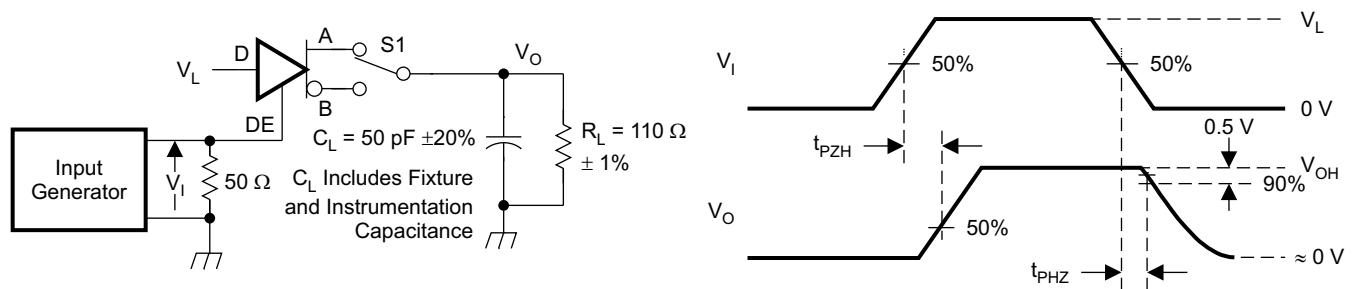 D
V_L
A
S1
B
DE
V_O
Input
Generator
V_I
50 Ω
C_L = 50 pF ±20%
C_L Includes Fixture
and Instrumentation
Capacitance
R_L = 110 Ω
± 1%
V_I
50%
50%
V_L
0 V
t_PZH
0.5 V
V_OH
90%
V_O
50%
≈ 0 V
t_PHZ